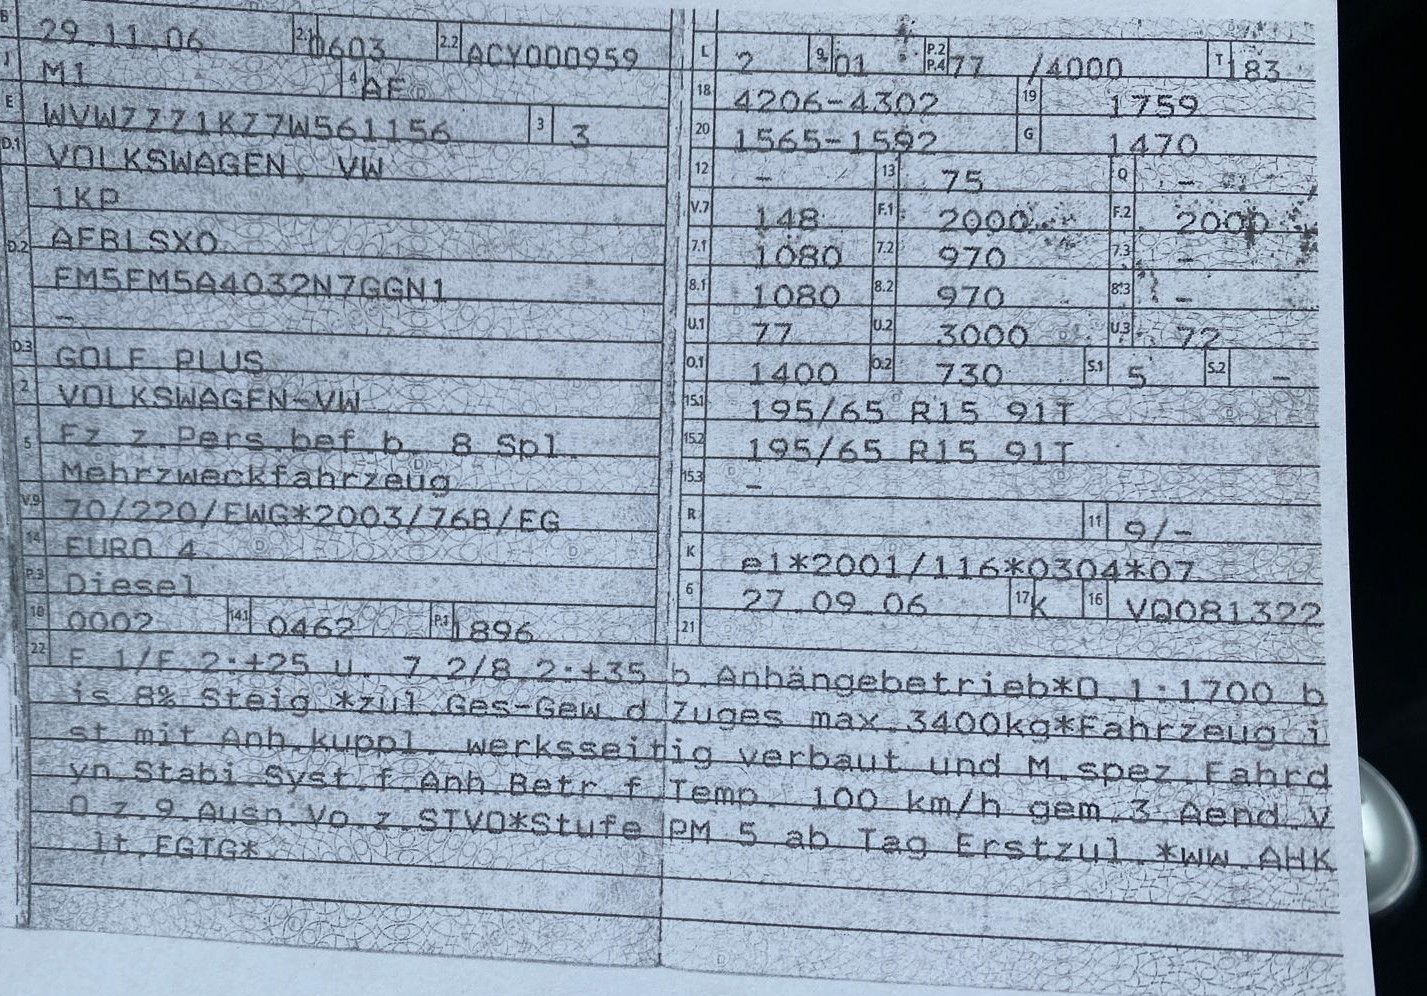 B 29.11.06 2.1 0603 2.2 ACY000959
J M1 4 AF
E WVWZZZ1KZ7W561156 3 3
D.1 VOLKSWAGEN, VW
1KP
D.2 AFBLSX0
FM5FM5A4032N7GGN1
–
D.3 GOLF PLUS
2 VOLKSWAGEN-VW
5 Fz.z.Pers.bef.b. 8 Spl.
Mehrzweckfahrzeug
V.9 70/220/EWG*2003/76B/EG
14 EURO 4
P.3 Diesel
10 0002 14.1 0462 P.1 1896
L 2 9 01 P.2 P.4 77 /4000 T 183
18 4206-4302 19 1759
20 1565-1592 G 1470
12 – 13 75 Q –
V.7 148 F.1 2000 F.2 2000
7.1 1080 7.2 970 7.3 –
8.1 1080 8.2 970 8.3 –
U.1 77 U.2 3000 U.3 72
O.1 1400 O.2 730 S.1 5 S.2 –
15.1 195/65 R15 91T
15.2 195/65 R15 91T
15.3 –
R 11 9/–
K e1*2001/116*0304*07
6 27.09.06 17 K 16 VQ081322
21
22 F.1/F.2:+25 u. 7.2/8.2:+35 b.Anhängebetrieb*O.1:1700 b
is 8% Steig.*zul.Ges-Gew.d.Zuges max.3400kg*Fahrzeug i
st mit Anh.kuppl. werksseitig verbaut und M.spez.Fahrd
yn.Stabi.Syst.f.Anh.Betr.f.Temp. 100 km/h gem.3.Aend.V
O.z.9.Ausn.Vo.z.STVO*Stufe PM 5 ab Tag Erstzul.*ww.AHK
lt.EGTG*